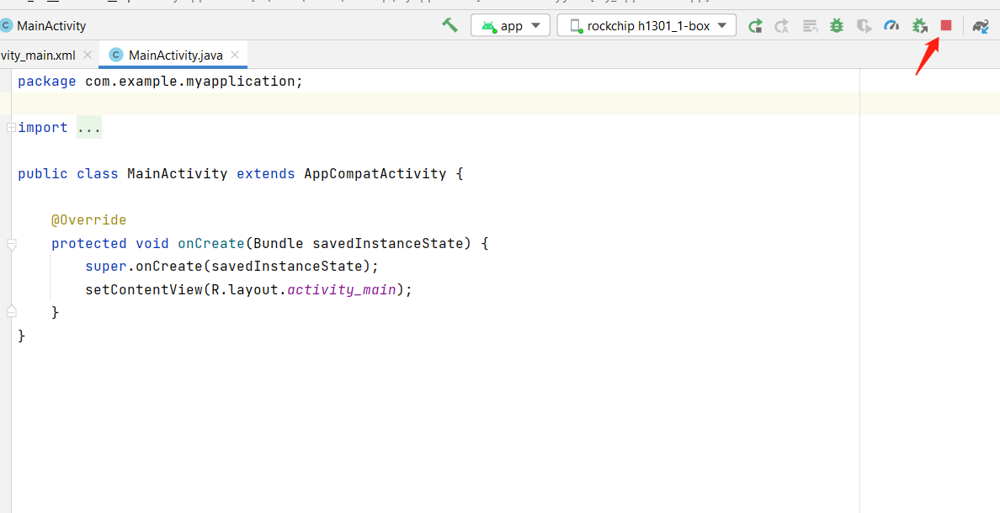 MainActivity
app
rockchip h1301_1-box
vity_main.xml
MainActivity.java
package com.example.myapplication;
import ...
public class MainActivity extends AppCompatActivity {
@Override
protected void onCreate(Bundle savedInstanceState) {
super.onCreate(savedInstanceState);
setContentView(R.layout.activity_main);
}
}